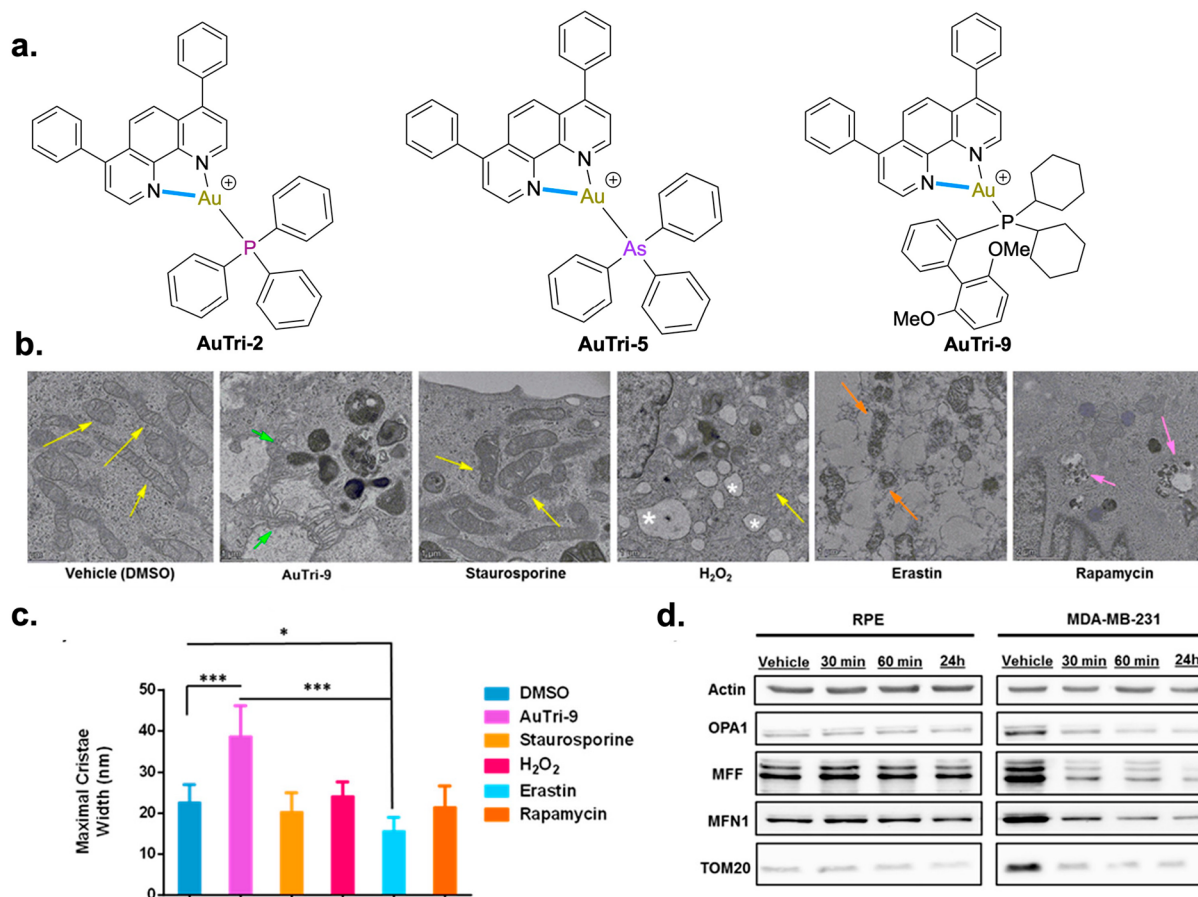 a.
N
N
Au
+
P
AuTri-2
N
N
Au
+
As
AuTri-5
N
N
Au
+
P
OMe
MeO
AuTri-9
b.
* * *
1 µm
Vehicle (DMSO) AuTri-9 Staurosporine H₂O₂ Erastin Rapamycin
c.
*
*** ***
Maximal Cristae
Width (nm)
50
40
30
20
10
0
DMSO
AuTri-9
Staurosporine
H₂O₂
Erastin
Rapamycin
d.
RPE MDA-MB-231
Vehicle 30 min 60 min 24h Vehicle 30 min 60 min 24h
Actin
OPA1
MFF
MFN1
TOM20